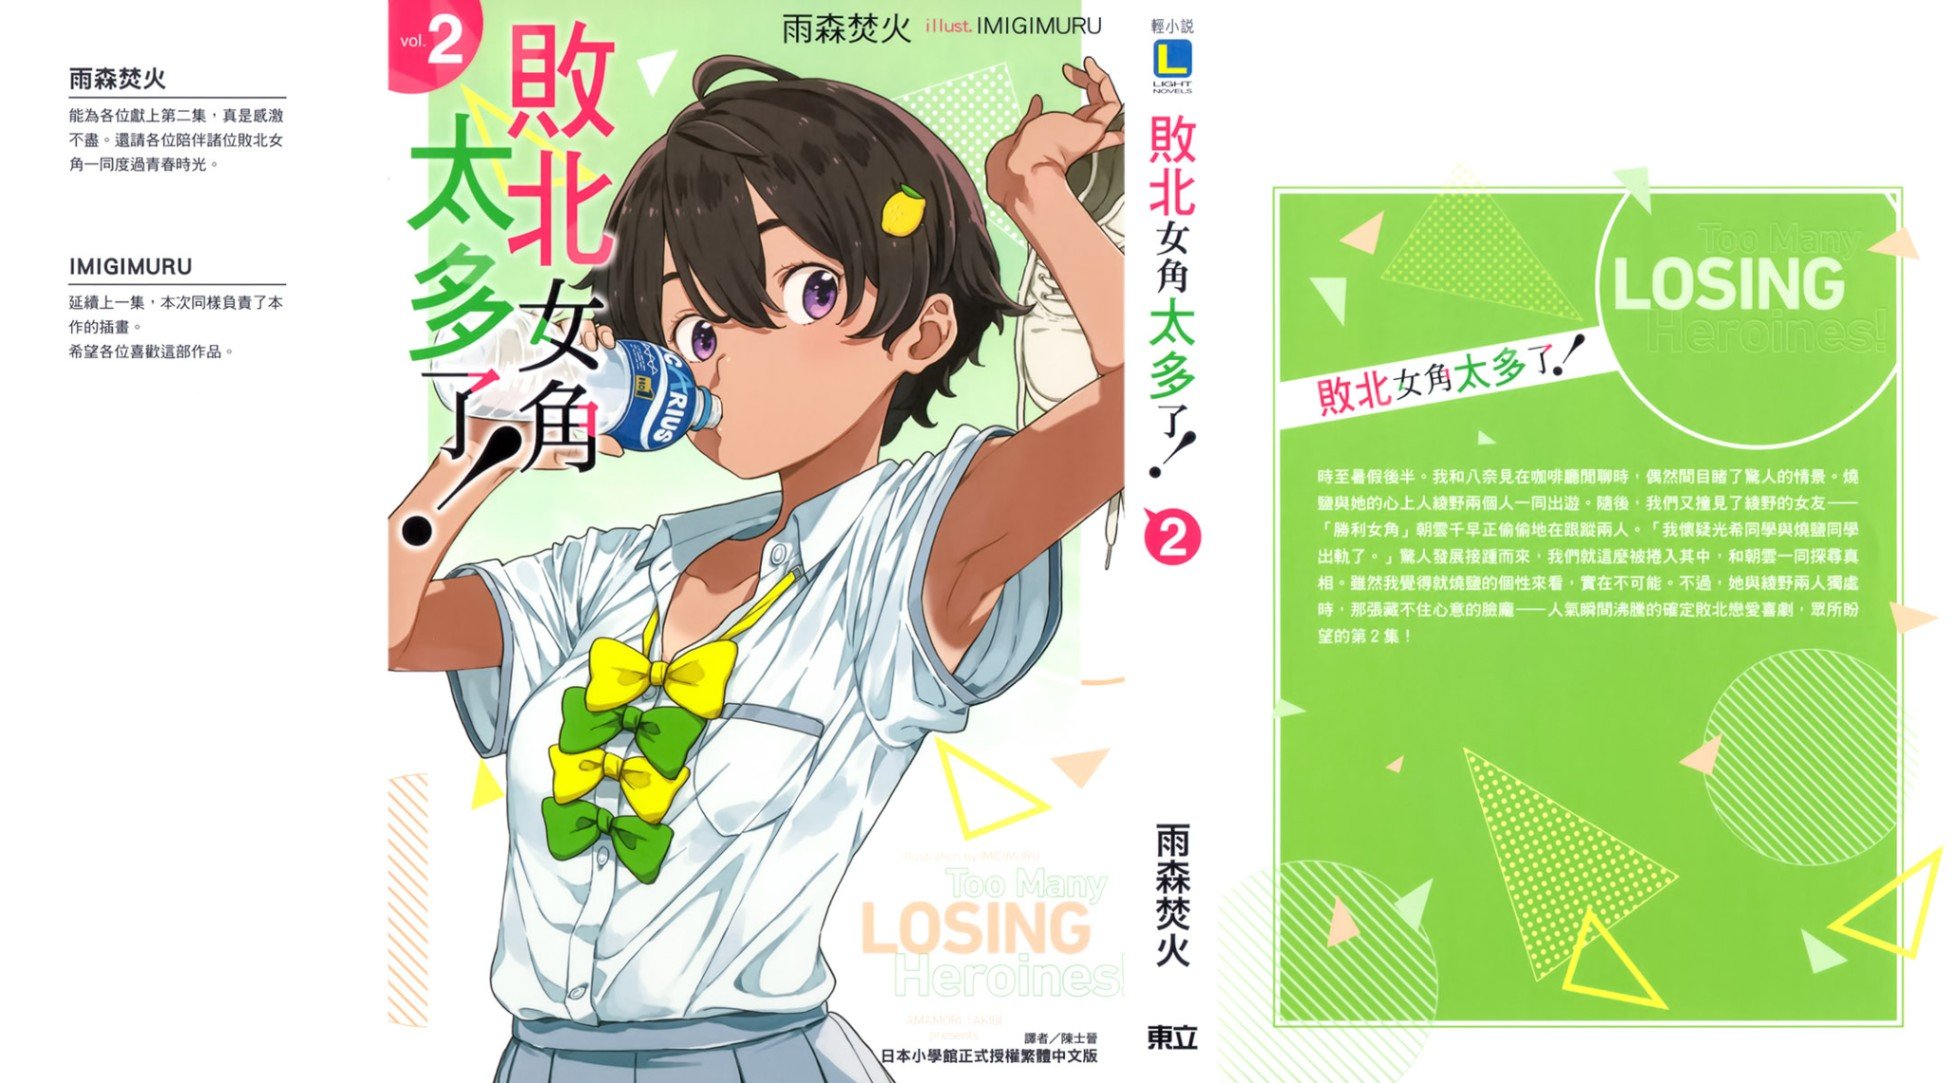 雨森焚火
能為各位獻上第二集，真是感激
不盡。還請各位陪伴諸位敗北女
角一同度過青春時光。
IMIGIMURU
延續上一集，本次同樣負責了本
作的插畫。
希望各位喜歡這部作品。
vol. 2
敗北女角
太多了！
雨森焚火 illust. IMIGIMURU
CARIUS
Illustration by IMIGIMURU
Too Many
LOSING
Heroines!
AMAMORI TAKIBI
presents
譯者／陳士晉
日本小學館正式授權繁體中文版
輕小説
L
LIGHT
NOVELS
敗北女角太多了！
2
雨森焚火
東立
Too Many
LOSING
Heroines!
敗北女角太多了！
時至暑假後半。我和八奈見在咖啡廳閒聊時，偶然間目睹了驚人的情景。燒
鹽與她的心上人綾野兩個人一同出遊。隨後，我們又撞見了綾野的女友——
「勝利女角」朝雲千早正偷偷地在跟蹤兩人。「我懷疑光希同學與燒鹽同學
出軌了。」驚人發展接踵而來，我們就這麼被捲入其中，和朝雲一同探尋真
相。雖然我覺得就燒鹽的個性來看，實在不可能。不過，她與綾野兩人獨處
時，那張藏不住心意的臉龐——人氣瞬間沸騰的確定敗北戀愛喜劇，眾所盼
望的第2集！